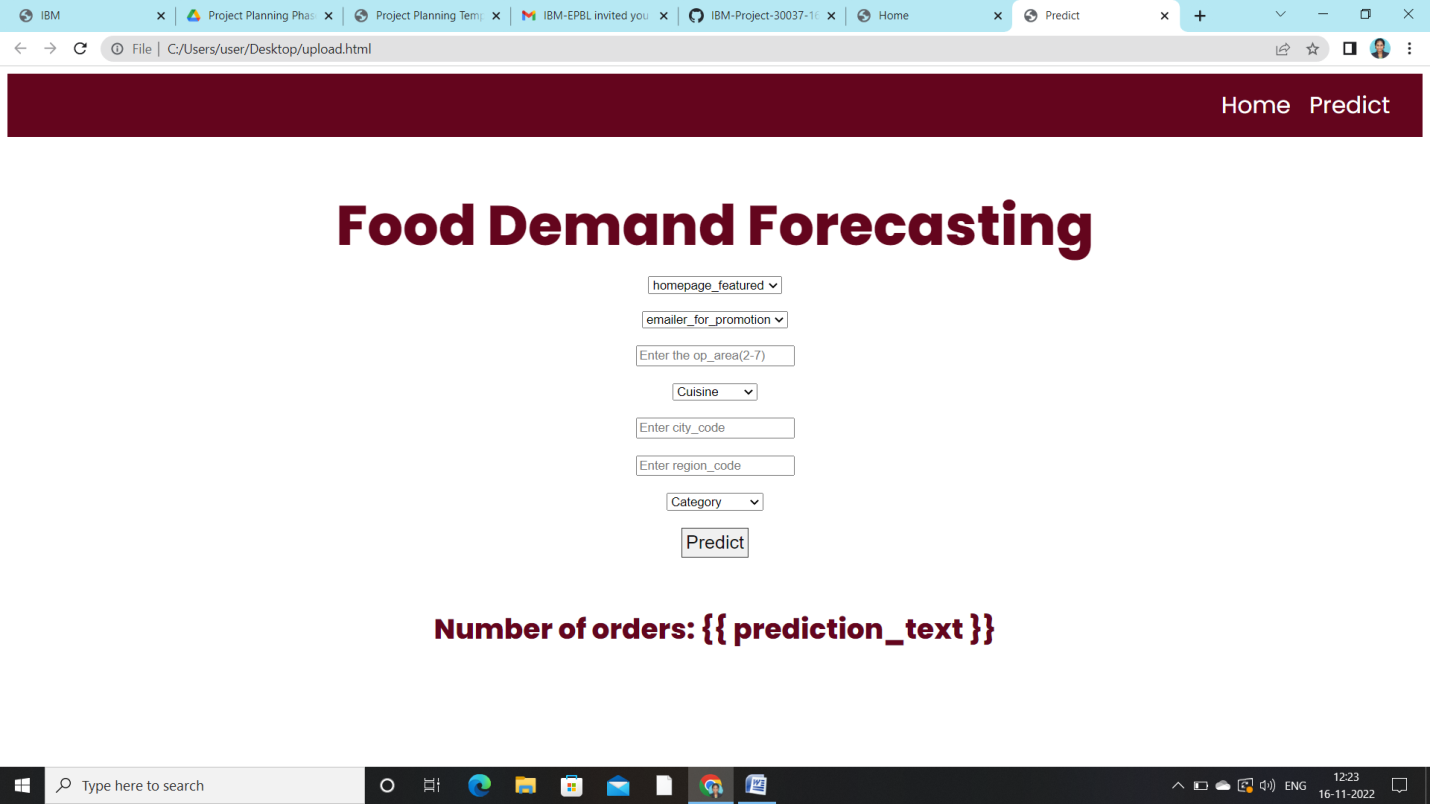 IBM
Project Planning Phas
Project Planning Temp
IBM-EPBL invited you
IBM-Project-30037-16
Home
Predict
File
C:/Users/user/Desktop/upload.html
Home Predict
Food Demand Forecasting
homepage_featured
emailer_for_promotion
Enter the op_area(2-7)
Cuisine
Enter city_code
Enter region_code
Category
Predict
Number of orders: {{ prediction_text }}
Type here to search
ENG
12:23
16-11-2022